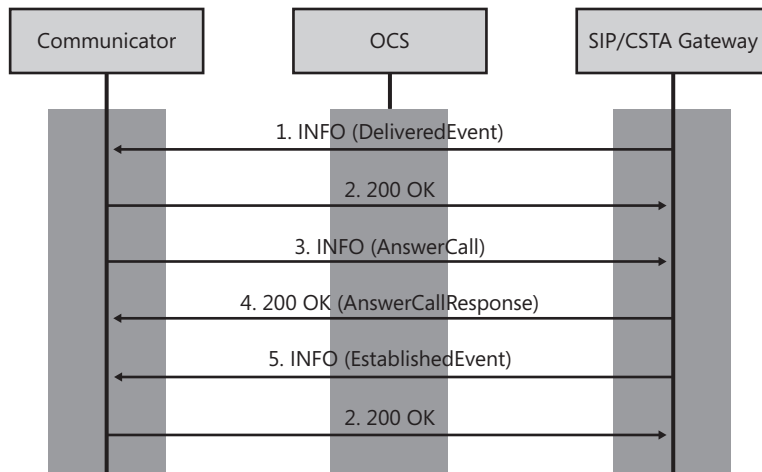 Communicator
OCS
SIP/CSTA Gateway
1. INFO (DeliveredEvent)
2. 200 OK
3. INFO (AnswerCall)
4. 200 OK (AnswerCallResponse)
5. INFO (EstablishedEvent)
2. 200 OK